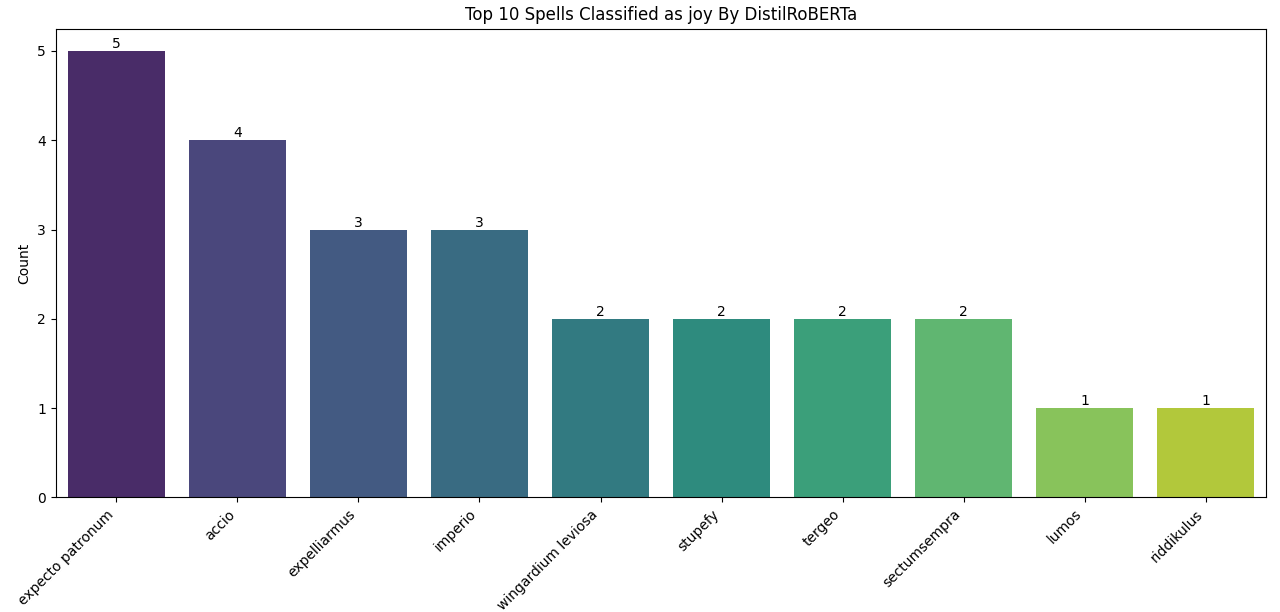 Top 10 Spells Classified as joy By DistilRoBERTa
Count
5
4
3
2
1
0
5
4
3
3
2
2
2
2
1
1
expecto patronum
accio
expelliarmus
imperio
wingardium leviosa
stupefy
tergeo
sectumsempra
lumos
riddikulus